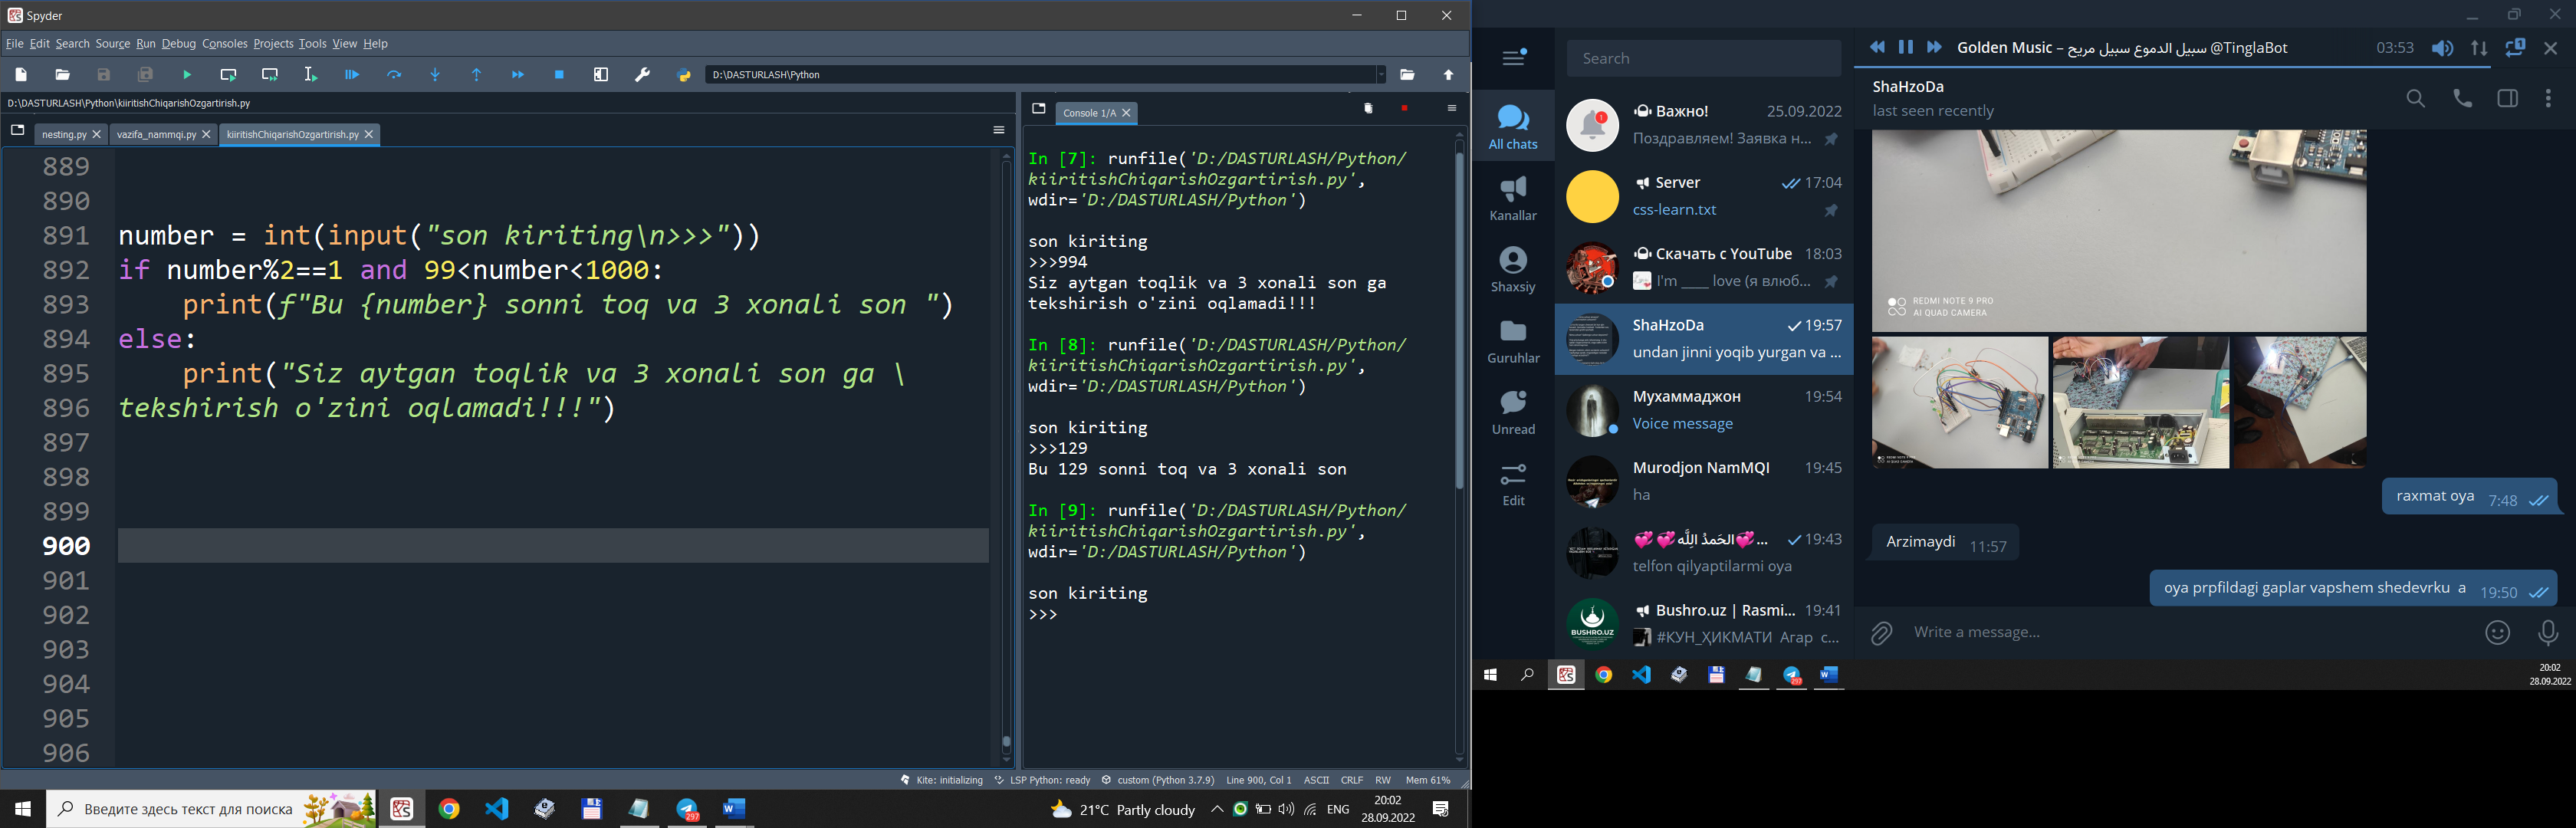 Spyder
File Edit Search Source Run Debug Consoles Projects Tools View Help
D:\DASTURLASH\Python
D:\DASTURLASH\Python\kiiritishChiqarishOzgartirish.py
nesting.py
vazifa_nammqi.py
kiiritishChiqarishOzgartirish.py
889
890
891 number = int(input("son kiriting\n>>>"))
892 if number%2==1 and 99<number<1000:
893 print(f"Bu {number} sonni toq va 3 xonali son ")
894 else:
895 print("Siz aytgan toqlik va 3 xonali son ga \
896 tekshirish o'zini oqlamadi!!!")
897
898
899
900
901
902
903
904
905
906
Console 1/A
In [7]: runfile('D:/DASTURLASH/Python/
kiiritishChiqarishOzgartirish.py',
wdir='D:/DASTURLASH/Python')
son kiriting
>>>994
Siz aytgan toqlik va 3 xonali son ga
tekshirish o'zini oqlamadi!!!
In [8]: runfile('D:/DASTURLASH/Python/
kiiritishChiqarishOzgartirish.py',
wdir='D:/DASTURLASH/Python')
son kiriting
>>>129
Bu 129 sonni toq va 3 xonali son
In [9]: runfile('D:/DASTURLASH/Python/
kiiritishChiqarishOzgartirish.py',
wdir='D:/DASTURLASH/Python')
son kiriting
>>>
Kite: initializing LSP Python: ready custom (Python 3.7.9) Line 900, Col 1 ASCII CRLF RW Mem 61%
Введите здесь текст для поиска
297
21°C Partly cloudy
ENG
20:02
28.09.2022
All chats
Kanallar
Shaxsiy
Guruhlar
Unread
Edit
Search
Важно! 25.09.2022
Поздравляем! Заявка н...
Server 17:04
css-learn.txt
Скачать с YouTube 18:03
I'm ____ love (я влюб...
ShaHzoDa 19:57
undan jinni yoqib yurgan va ...
Мухаммаджон 19:54
Voice message
Murodjon NamMQI 19:45
ha
💞💞الحَمدُ اللَِّه💞... 19:43
telfon qilyaptilarmi oya
BUSHRO.UZ
Bushro.uz | Rasmi... 19:41
#КУН_ҲИКМАТИ Агар с...
Golden Music – سبيل الدموع سبيل مريح @TinglaBot 03:53
ShaHzoDa
last seen recently
REDMI NOTE 9 PRO
AI QUAD CAMERA
raxmat oya 7:48
Arzimaydi 11:57
oya prpfildagi gaplar vapshem shedevrku a 19:50
Write a message...
297
20:02
28.09.2022